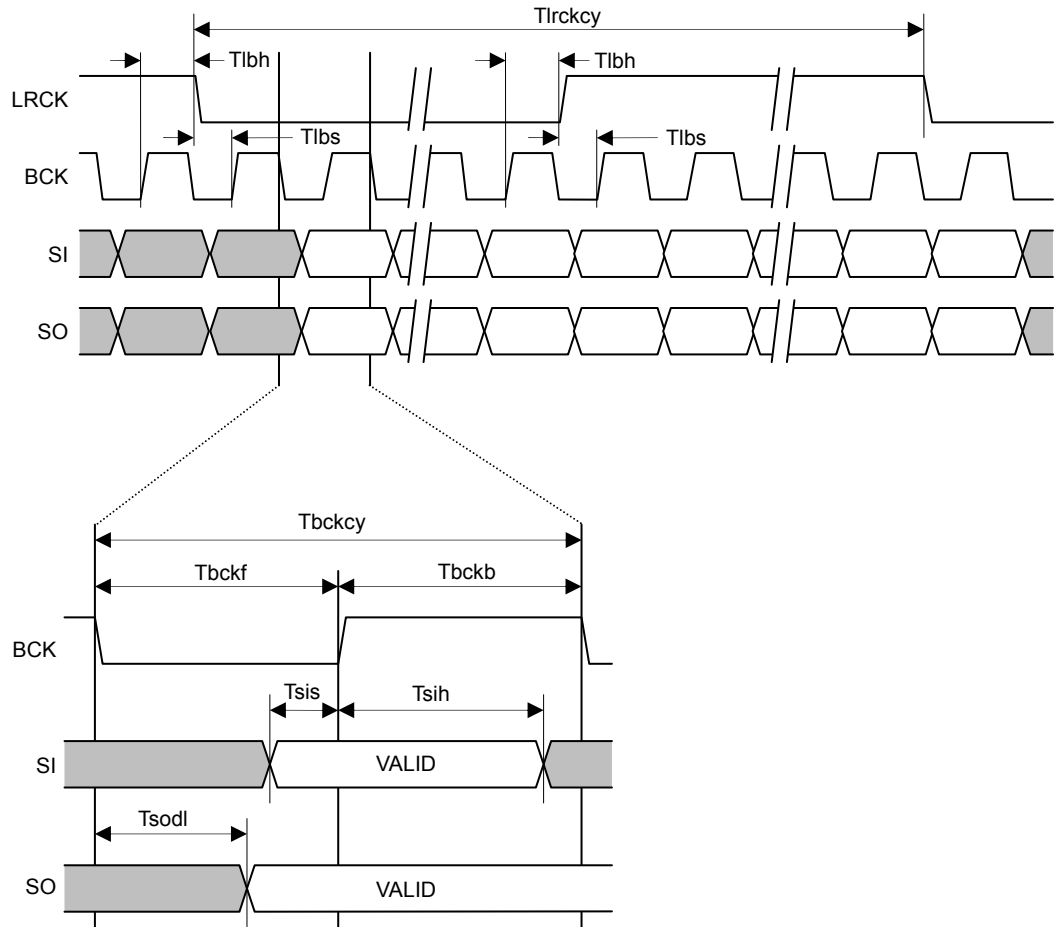 Tlrckcy
Tlbh
Tlbh
LRCK
Tlbs
Tlbs
BCK
SI
SO
Tbckcy
Tbckf
Tbckb
BCK
Tsis
Tsih
SI
VALID
Tsodl
SO
VALID